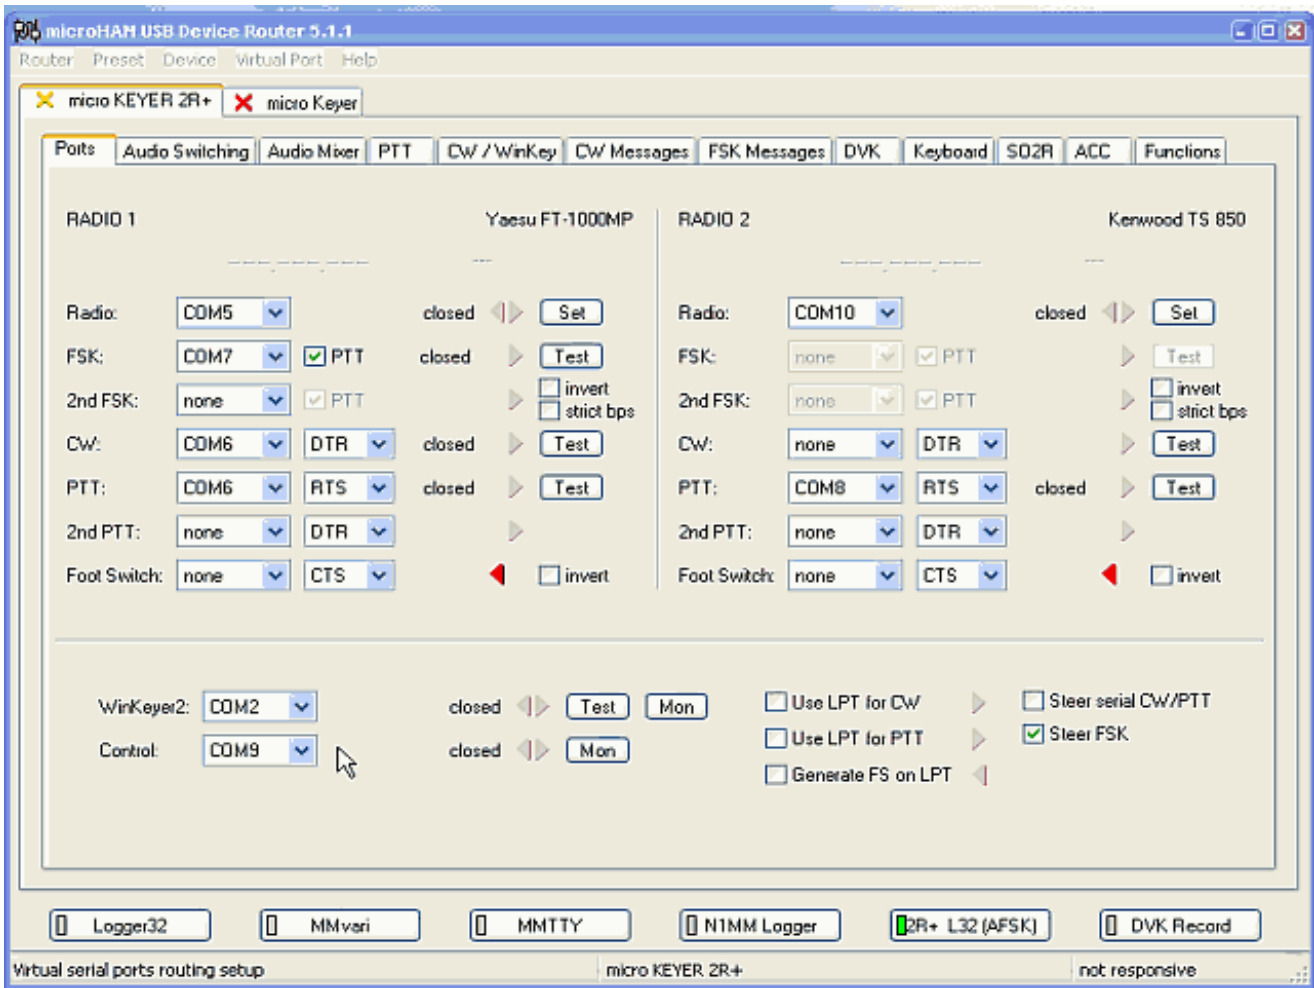 microHAM USB Device Router 5.1.1
Router Preset Device Virtual Port Help
micro KEYER 2R+ micro Keyer
Ports Audio Switching Audio Mixer PTT CW / WinKey CW Messages FSK Messages DVK Keyboard SO2R ACC Functions
RADIO 1 Yaesu FT-1000MP RADIO 2 Kenwood TS 850
---.---.--- --- ---.---.--- ---
Radio: COM5 closed Set Radio: COM10 closed Set
FSK: COM7 PTT closed Test FSK: none PTT Test
2nd FSK: none PTT invert 2nd FSK: none PTT invert
strict bps strict bps
CW: COM6 DTR closed Test CW: none DTR Test
PTT: COM6 RTS closed Test PTT: COM8 RTS closed Test
2nd PTT: none DTR 2nd PTT: none DTR
Foot Switch: none CTS invert Foot Switch: none CTS invert
WinKeyer2: COM2 closed Test Mon Use LPT for CW Steer serial CW/PTT
Control: COM9 closed Mon Use LPT for PTT Steer FSK
Generate FS on LPT
Logger32 MMvari MMTTY N1MM Logger 2R+ L32 (AFSK) DVK Record
Virtual serial ports routing setup micro KEYER 2R+ not responsive